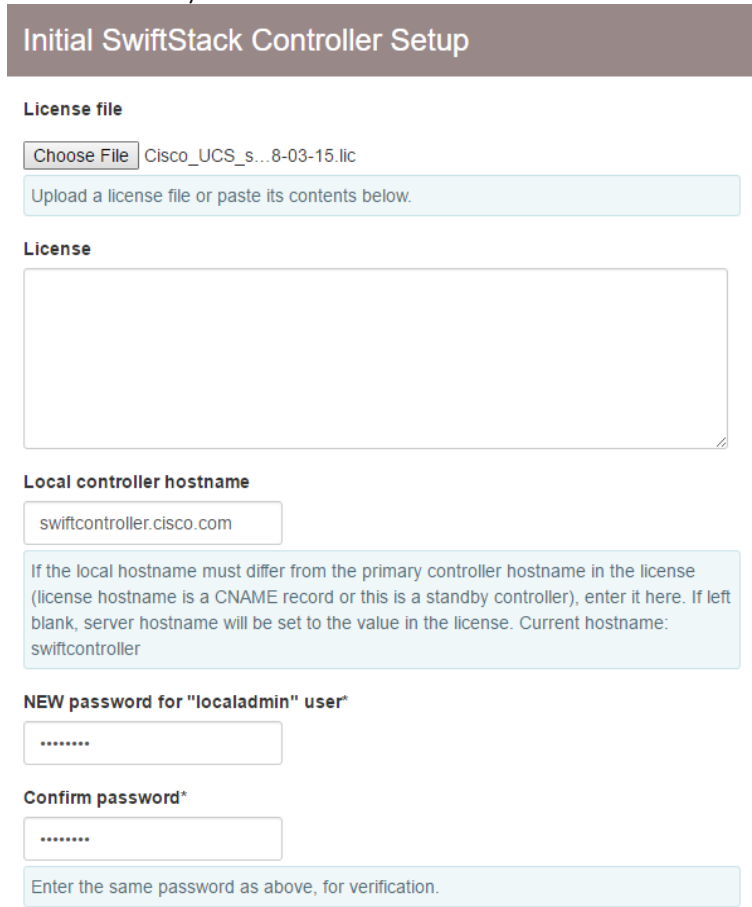 Initial SwiftStack Controller Setup
License file
Choose File Cisco_UCS_s...8-03-15.lic
Upload a license file or paste its contents below.
License
Local controller hostname
swiftcontroller.cisco.com
If the local hostname must differ from the primary controller hostname in the license
(license hostname is a CNAME record or this is a standby controller), enter it here. If left
blank, server hostname will be set to the value in the license. Current hostname:
swiftcontroller
NEW password for "localadmin" user*
••••••••
Confirm password*
••••••••
Enter the same password as above, for verification.